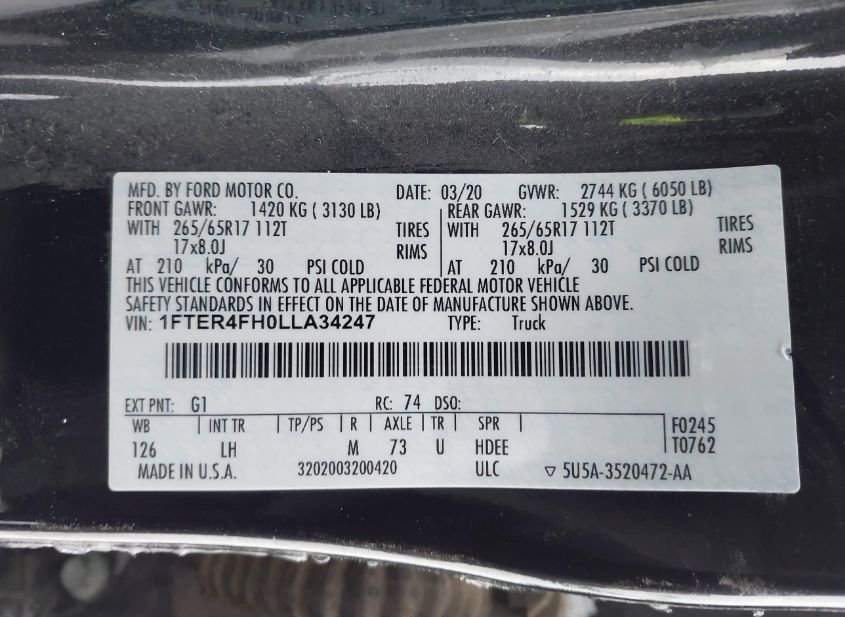 MFD. BY FORD MOTOR CO. DATE: 03/20 GVWR: 2744 KG ( 6050 LB)
FRONT GAWR: 1420 KG ( 3130 LB) REAR GAWR: 1529 KG ( 3370 LB)
WITH 265/65R17 112T TIRES WITH 265/65R17 112T TIRES
17x8.0J RIMS 17x8.0J RIMS
AT 210 kPa/ 30 PSI COLD AT 210 kPa/ 30 PSI COLD
THIS VEHICLE CONFORMS TO ALL APPLICABLE FEDERAL MOTOR VEHICLE
SAFETY STANDARDS IN EFFECT ON THE DATE OF MANUFACTURE SHOWN ABOVE.
VIN: 1FTER4FH0LLA34247 TYPE: Truck
EXT PNT: G1 RC: 74 DSO:
WB INT TR TP/PS R AXLE TR SPR F0245
126 LH M 73 U HDEE T0762
MADE IN U.S.A. 3202003200420 ULC ▽ 5U5A-3520472-AA